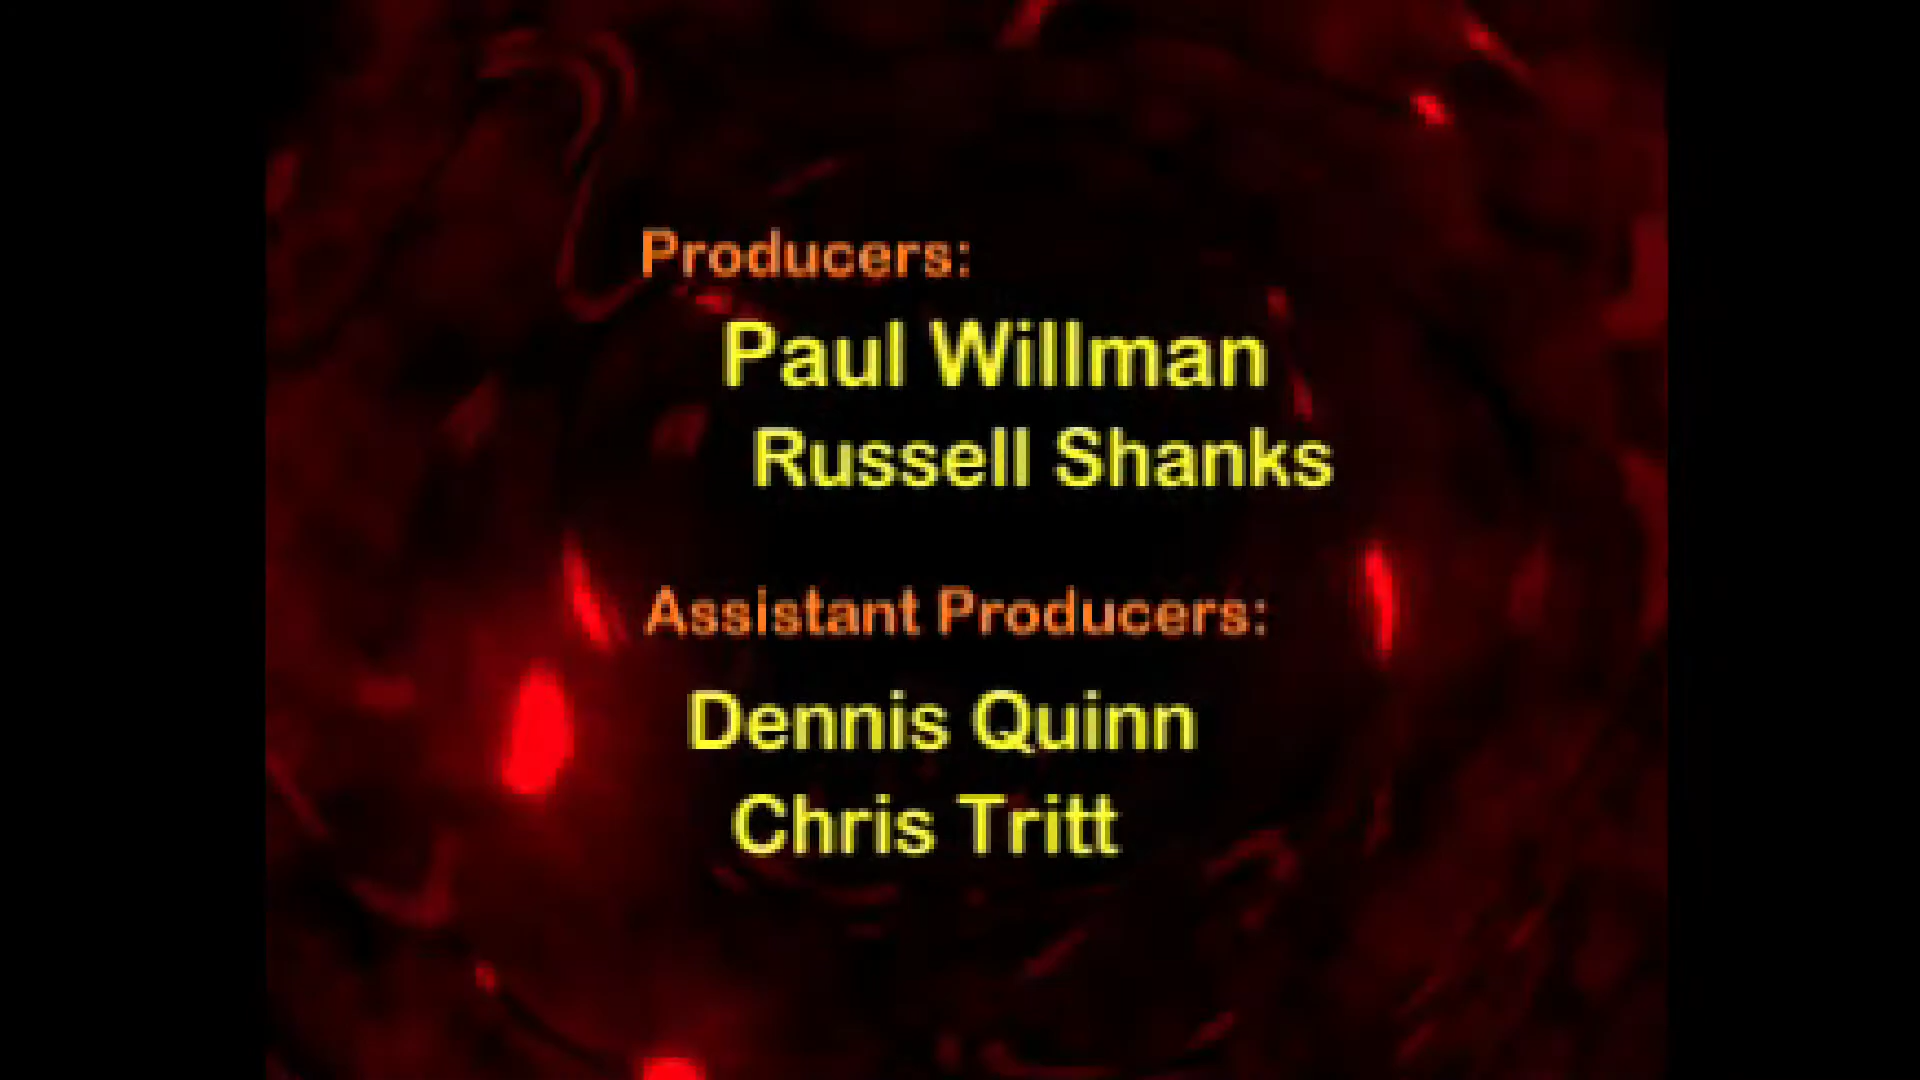 Producers:
Paul Willman
Russell Shanks
Assistant Producers:
Dennis Quinn
Chris Tritt